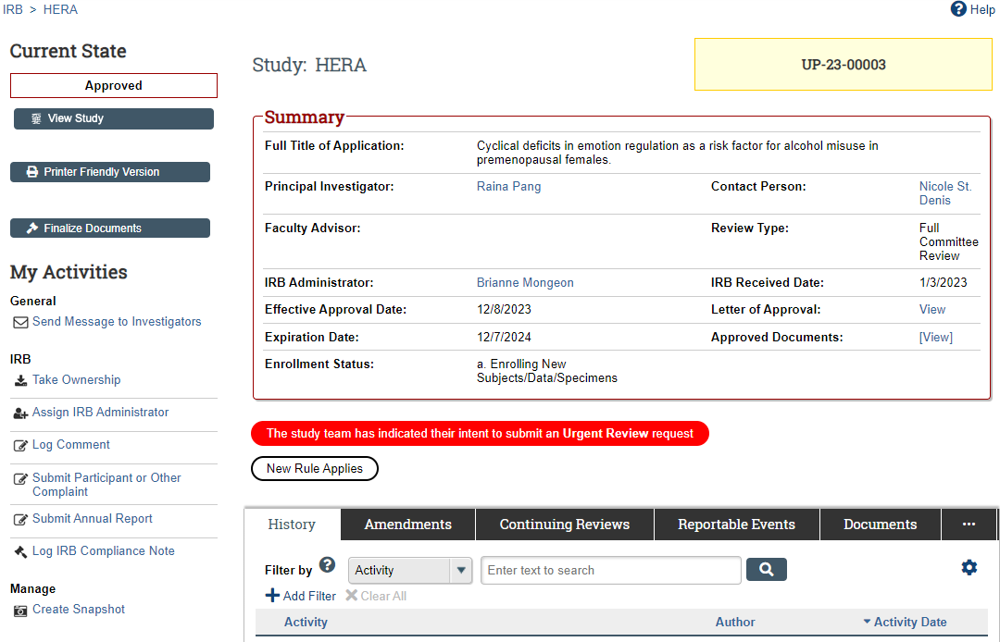 IRB > HERA
Help
Current State
Approved
View Study
Printer Friendly Version
Finalize Documents
My Activities
General
Send Message to Investigators
IRB
Take Ownership
Assign IRB Administrator
Log Comment
Submit Participant or Other
Complaint
Submit Annual Report
Log IRB Compliance Note
Manage
Create Snapshot
Study: HERA
UP-23-00003
Summary
Full Title of Application:
Cyclical deficits in emotion regulation as a risk factor for alcohol misuse in
premenopausal females.
Principal Investigator:
Raina Pang
Contact Person:
Nicole St.
Denis
Faculty Advisor:
Review Type:
Full
Committee
Review
IRB Administrator:
Brianne Mongeon
IRB Received Date:
1/3/2023
Effective Approval Date:
12/8/2023
Letter of Approval:
View
Expiration Date:
12/7/2024
Approved Documents:
[View]
Enrollment Status:
a. Enrolling New
Subjects/Data/Specimens
The study team has indicated their intent to submit an Urgent Review request
New Rule Applies
History
Amendments
Continuing Reviews
Reportable Events
Documents
...
Filter by ?
Activity
Enter text to search
Add Filter
Clear All
Activity
Author
Activity Date